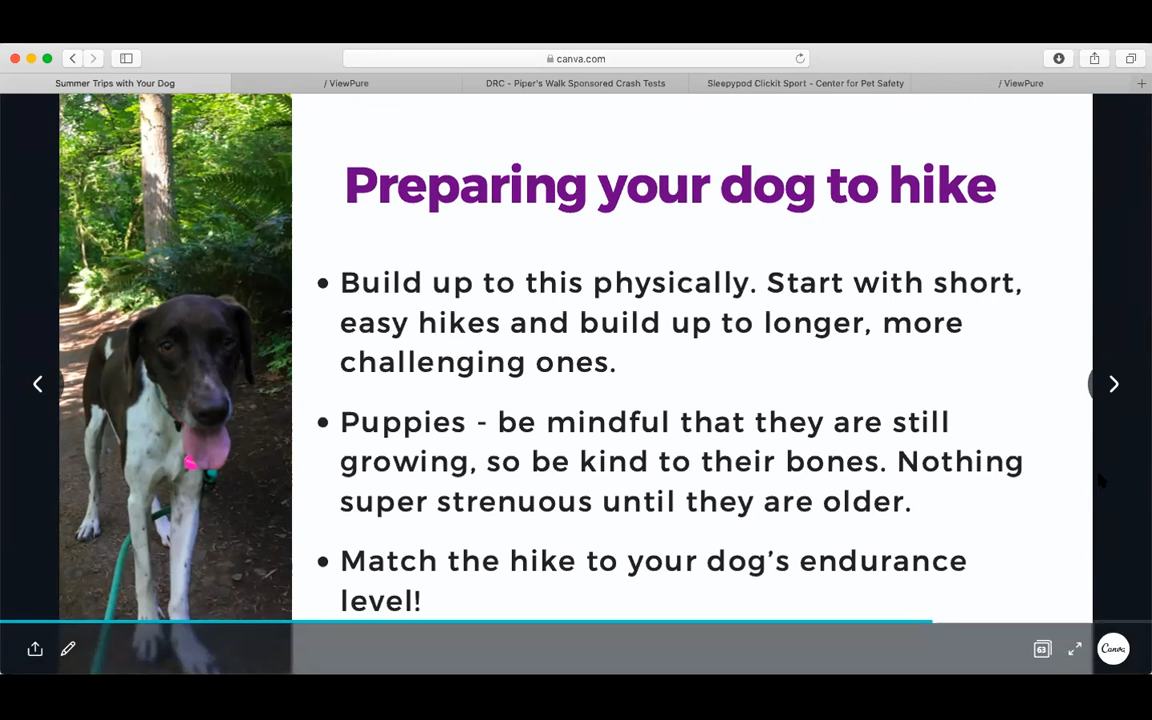 canva.com
Summer Trips with Your Dog
/ ViewPure
DRC - Piper's Walk Sponsored Crash Tests
Sleepypod Clickit Sport - Center for Pet Safety
/ ViewPure
Preparing your dog to hike
• Build up to this physically. Start with short,
easy hikes and build up to longer, more
challenging ones.
• Puppies - be mindful that they are still
growing, so be kind to their bones. Nothing
super strenuous until they are older.
• Match the hike to your dog’s endurance
level!
63
Canva